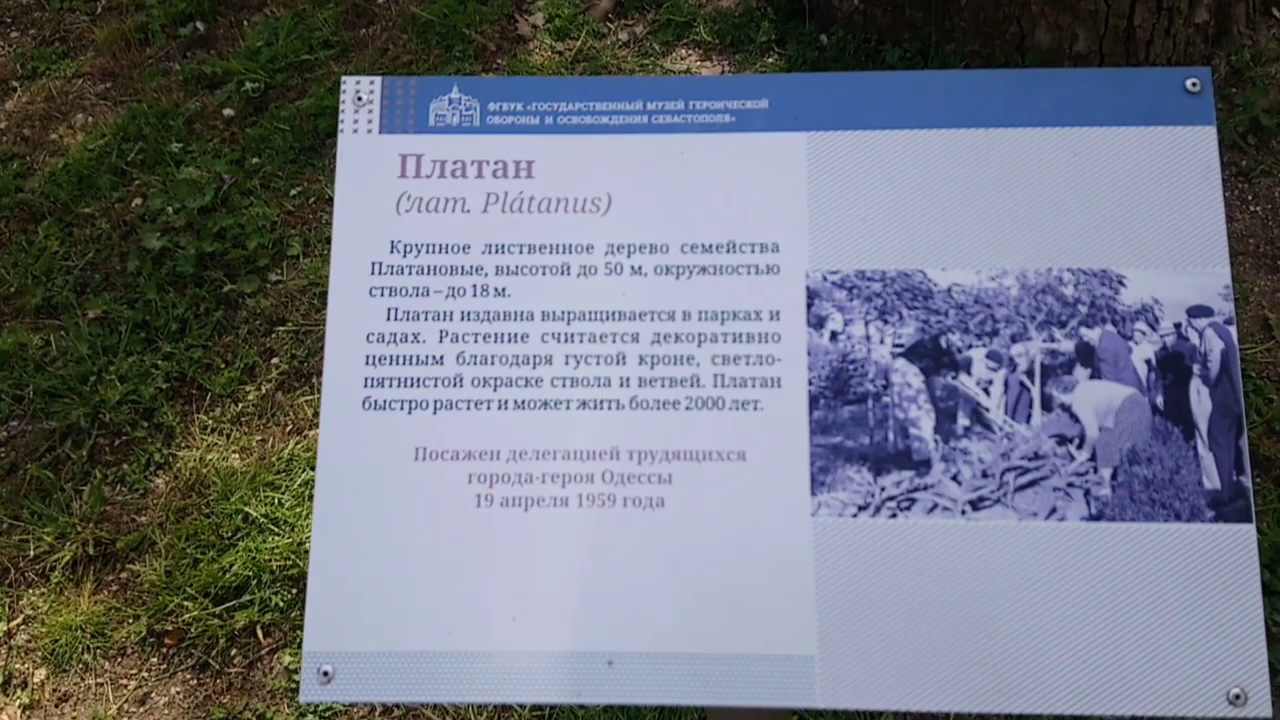 ФГБУК «ГОСУДАРСТВЕННЫЙ МУЗЕЙ ГЕРОИЧЕСКОЙ
ОБОРОНЫ И ОСВОБОЖДЕНИЯ СЕВАСТОПОЛЯ»
Платан
(лат. Plátanus)
Крупное лиственное дерево семейства
Платановые, высотой до 50 м, окружностью
ствола – до 18 м.
Платан издавна выращивается в парках и
садах. Растение считается декоративно
ценным благодаря густой кроне, светло-
пятнистой окраске ствола и ветвей. Платан
быстро растет и может жить более 2000 лет.
Посажен делегацией трудящихся
города-героя Одессы
19 апреля 1959 года